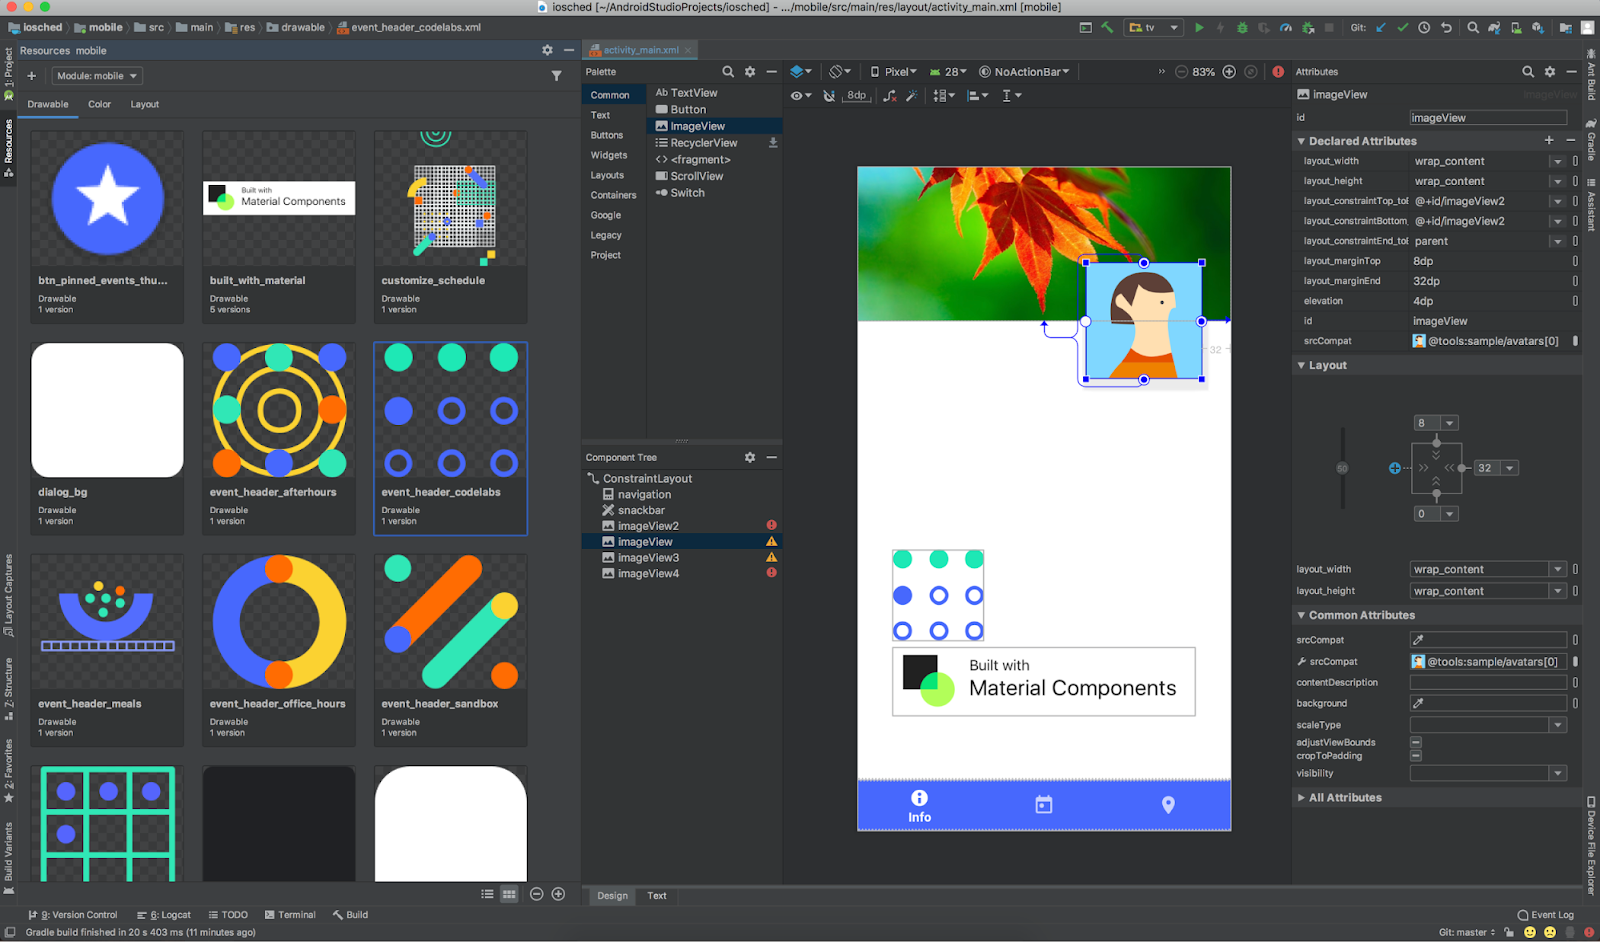 iosched [~/AndroidStudioProjects/iosched] - .../mobile/src/main/res/layout/activity_main.xml [mobile]
iosched
mobile
src
main
res
drawable
event_header_codelabs.xml
tv
Git:
Resources mobile
activity_main.xml
Module: mobile
Drawable
Color
Layout
btn_pinned_events_thu...
Drawable
1 version
Built with
Material Components
built_with_material
Drawable
5 versions
customize_schedule
Drawable
1 version
dialog_bg
Drawable
1 version
event_header_afterhours
Drawable
1 version
event_header_codelabs
Drawable
1 version
event_header_meals
Drawable
1 version
event_header_office_hours
Drawable
1 version
event_header_sandbox
Drawable
1 version
Palette
Common
Text
Buttons
Widgets
Layouts
Containers
Google
Legacy
Project
Ab TextView
Button
ImageView
RecyclerView
<fragment>
ScrollView
Switch
Component Tree
ConstraintLayout
navigation
snackbar
imageView2
imageView
imageView3
imageView4
Pixel
28
NoActionBar
83%
8dp
32
Built with
Material Components
Info
Design
Text
Attributes
imageView
imageView
id
imageView
Declared Attributes
layout_width
wrap_content
layout_height
wrap_content
layout_constraintTop_toE
@+id/imageView2
layout_constraintBottom_
@+id/imageView2
layout_constraintEnd_toE
parent
layout_marginTop
8dp
layout_marginEnd
32dp
elevation
4dp
id
imageView
srcCompat
@tools:sample/avatars[0]
Layout
8
50
32
0
layout_width
wrap_content
layout_height
wrap_content
Common Attributes
srcCompat
srcCompat
@tools:sample/avatars[0]
contentDescription
background
scaleType
adjustViewBounds
cropToPadding
visibility
All Attributes
1: Project
Resources
Layout Captures
Z: Structure
2: Favorites
Build Variants
Ant Build
Gradle
Assistant
Device File Explorer
9: Version Control
6: Logcat
TODO
Terminal
Build
Event Log
Gradle build finished in 20 s 403 ms (11 minutes ago)
Git: master